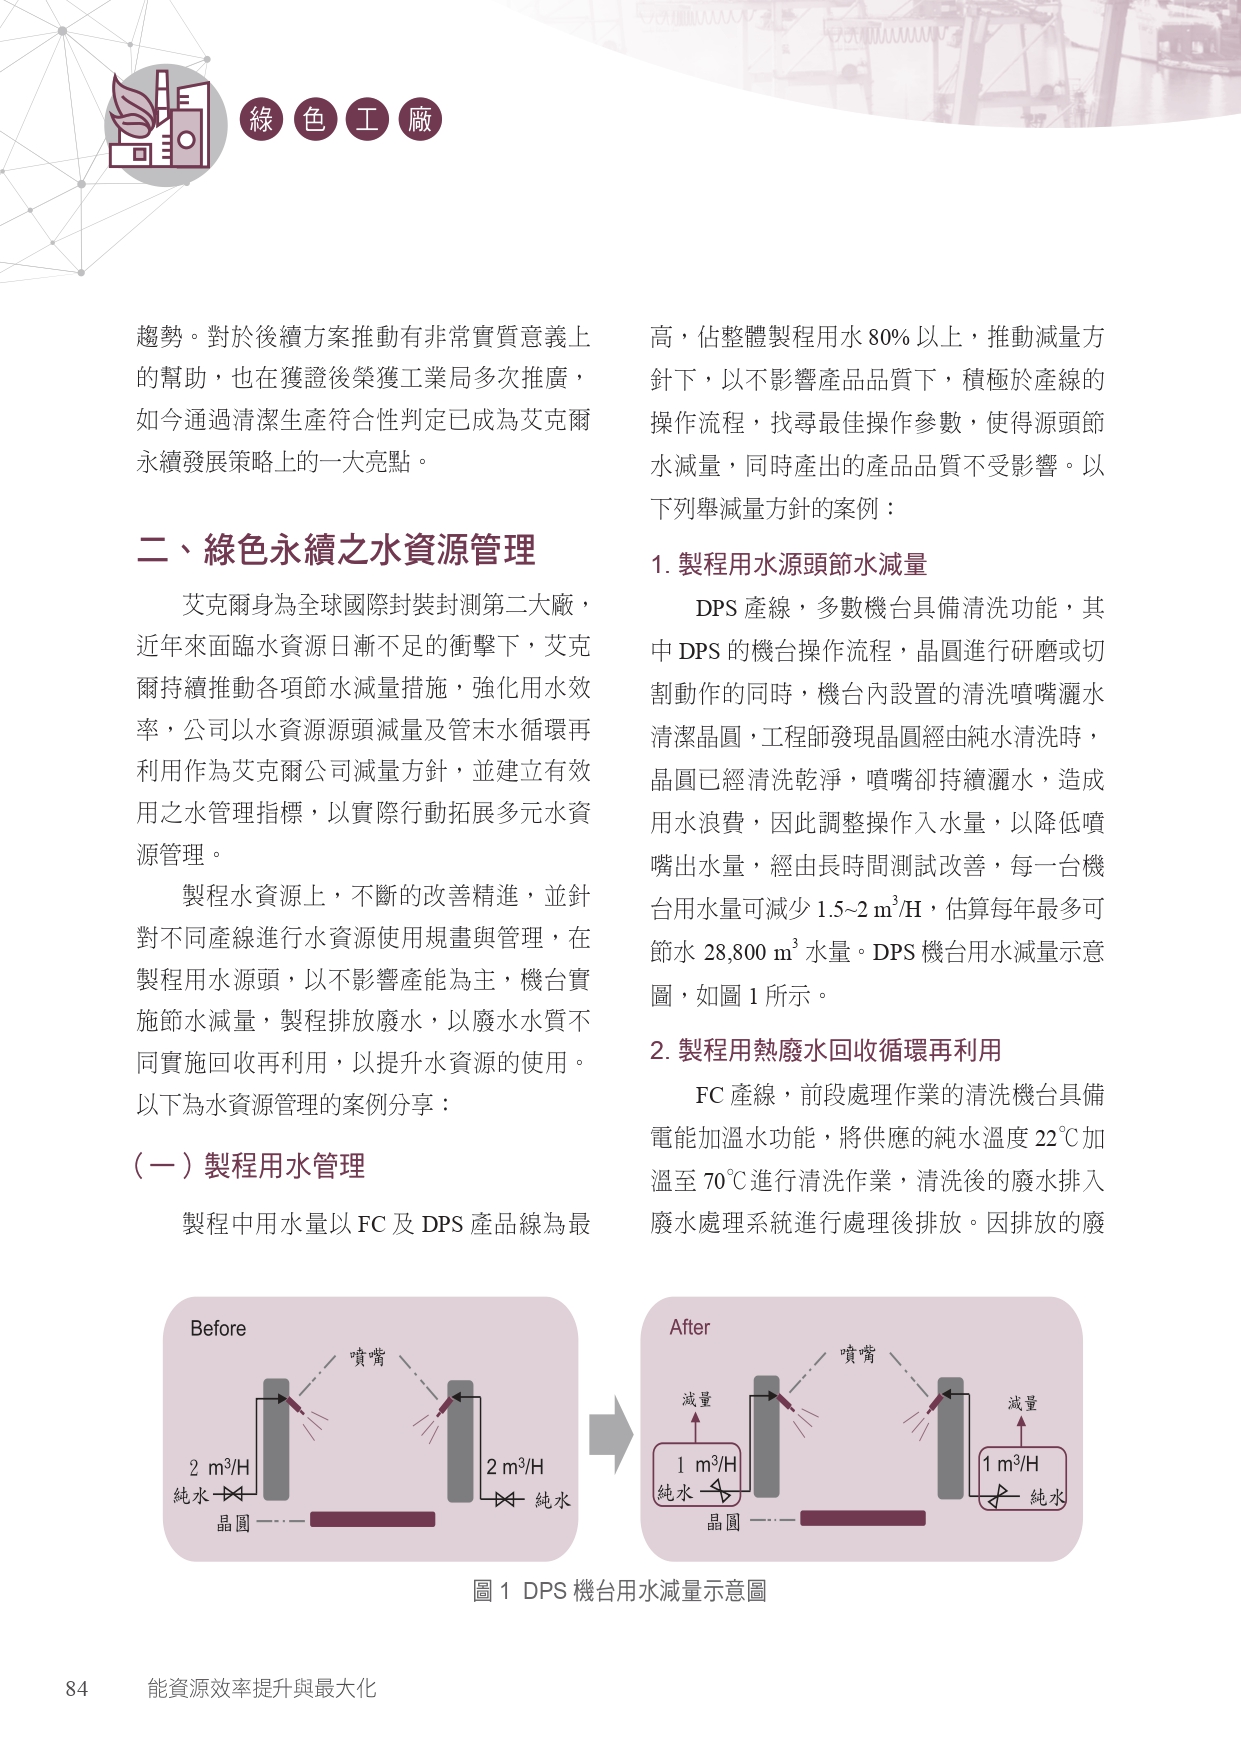 綠色工廠
趨勢。對於後續方案推動有非常實質意義上
的幫助，也在獲證後榮獲工業局多次推廣，
如今通過清潔生產符合性判定已成為艾克爾
永續發展策略上的一大亮點。
二、綠色永續之水資源管理
艾克爾身為全球國際封裝封測第二大廠，
近年來面臨水資源日漸不足的衝擊下，艾克
爾持續推動各項節水減量措施，強化用水效
率，公司以水資源源頭減量及管末水循環再
利用作為艾克爾公司減量方針，並建立有效
用之水管理指標，以實際行動拓展多元水資
源管理。
製程水資源上，不斷的改善精進，並針
對不同產線進行水資源使用規畫與管理，在
製程用水源頭，以不影響產能為主，機台實
施節水減量，製程排放廢水，以廢水水質不
同實施回收再利用，以提升水資源的使用。
以下為水資源管理的案例分享：
（一）製程用水管理
製程中用水量以 FC 及 DPS 產品線為最
高，佔整體製程用水 80% 以上，推動減量方
針下，以不影響產品品質下，積極於產線的
操作流程，找尋最佳操作參數，使得源頭節
水減量，同時產出的產品品質不受影響。以
下列舉減量方針的案例：
1. 製程用水源頭節水減量
DPS 產線，多數機台具備清洗功能，其
中 DPS 的機台操作流程，晶圓進行研磨或切
割動作的同時，機台內設置的清洗噴嘴灑水
清潔晶圓，工程師發現晶圓經由純水清洗時，
晶圓已經清洗乾淨，噴嘴卻持續灑水，造成
用水浪費，因此調整操作入水量，以降低噴
嘴出水量，經由長時間測試改善，每一台機
台用水量可減少 1.5~2 m³/H，估算每年最多可
節水 28,800 m³ 水量。DPS 機台用水減量示意
圖，如圖 1 所示。
2. 製程用熱廢水回收循環再利用
FC 產線，前段處理作業的清洗機台具備
電能加溫水功能，將供應的純水溫度 22℃加
溫至 70℃進行清洗作業，清洗後的廢水排入
廢水處理系統進行處理後排放。因排放的廢
Before
噴嘴
2 m³/H
純水
2 m³/H
純水
晶圓
After
噴嘴
減量
1 m³/H
純水
減量
1 m³/H
純水
晶圓
圖 1 DPS 機台用水減量示意圖
84 能資源效率提升與最大化